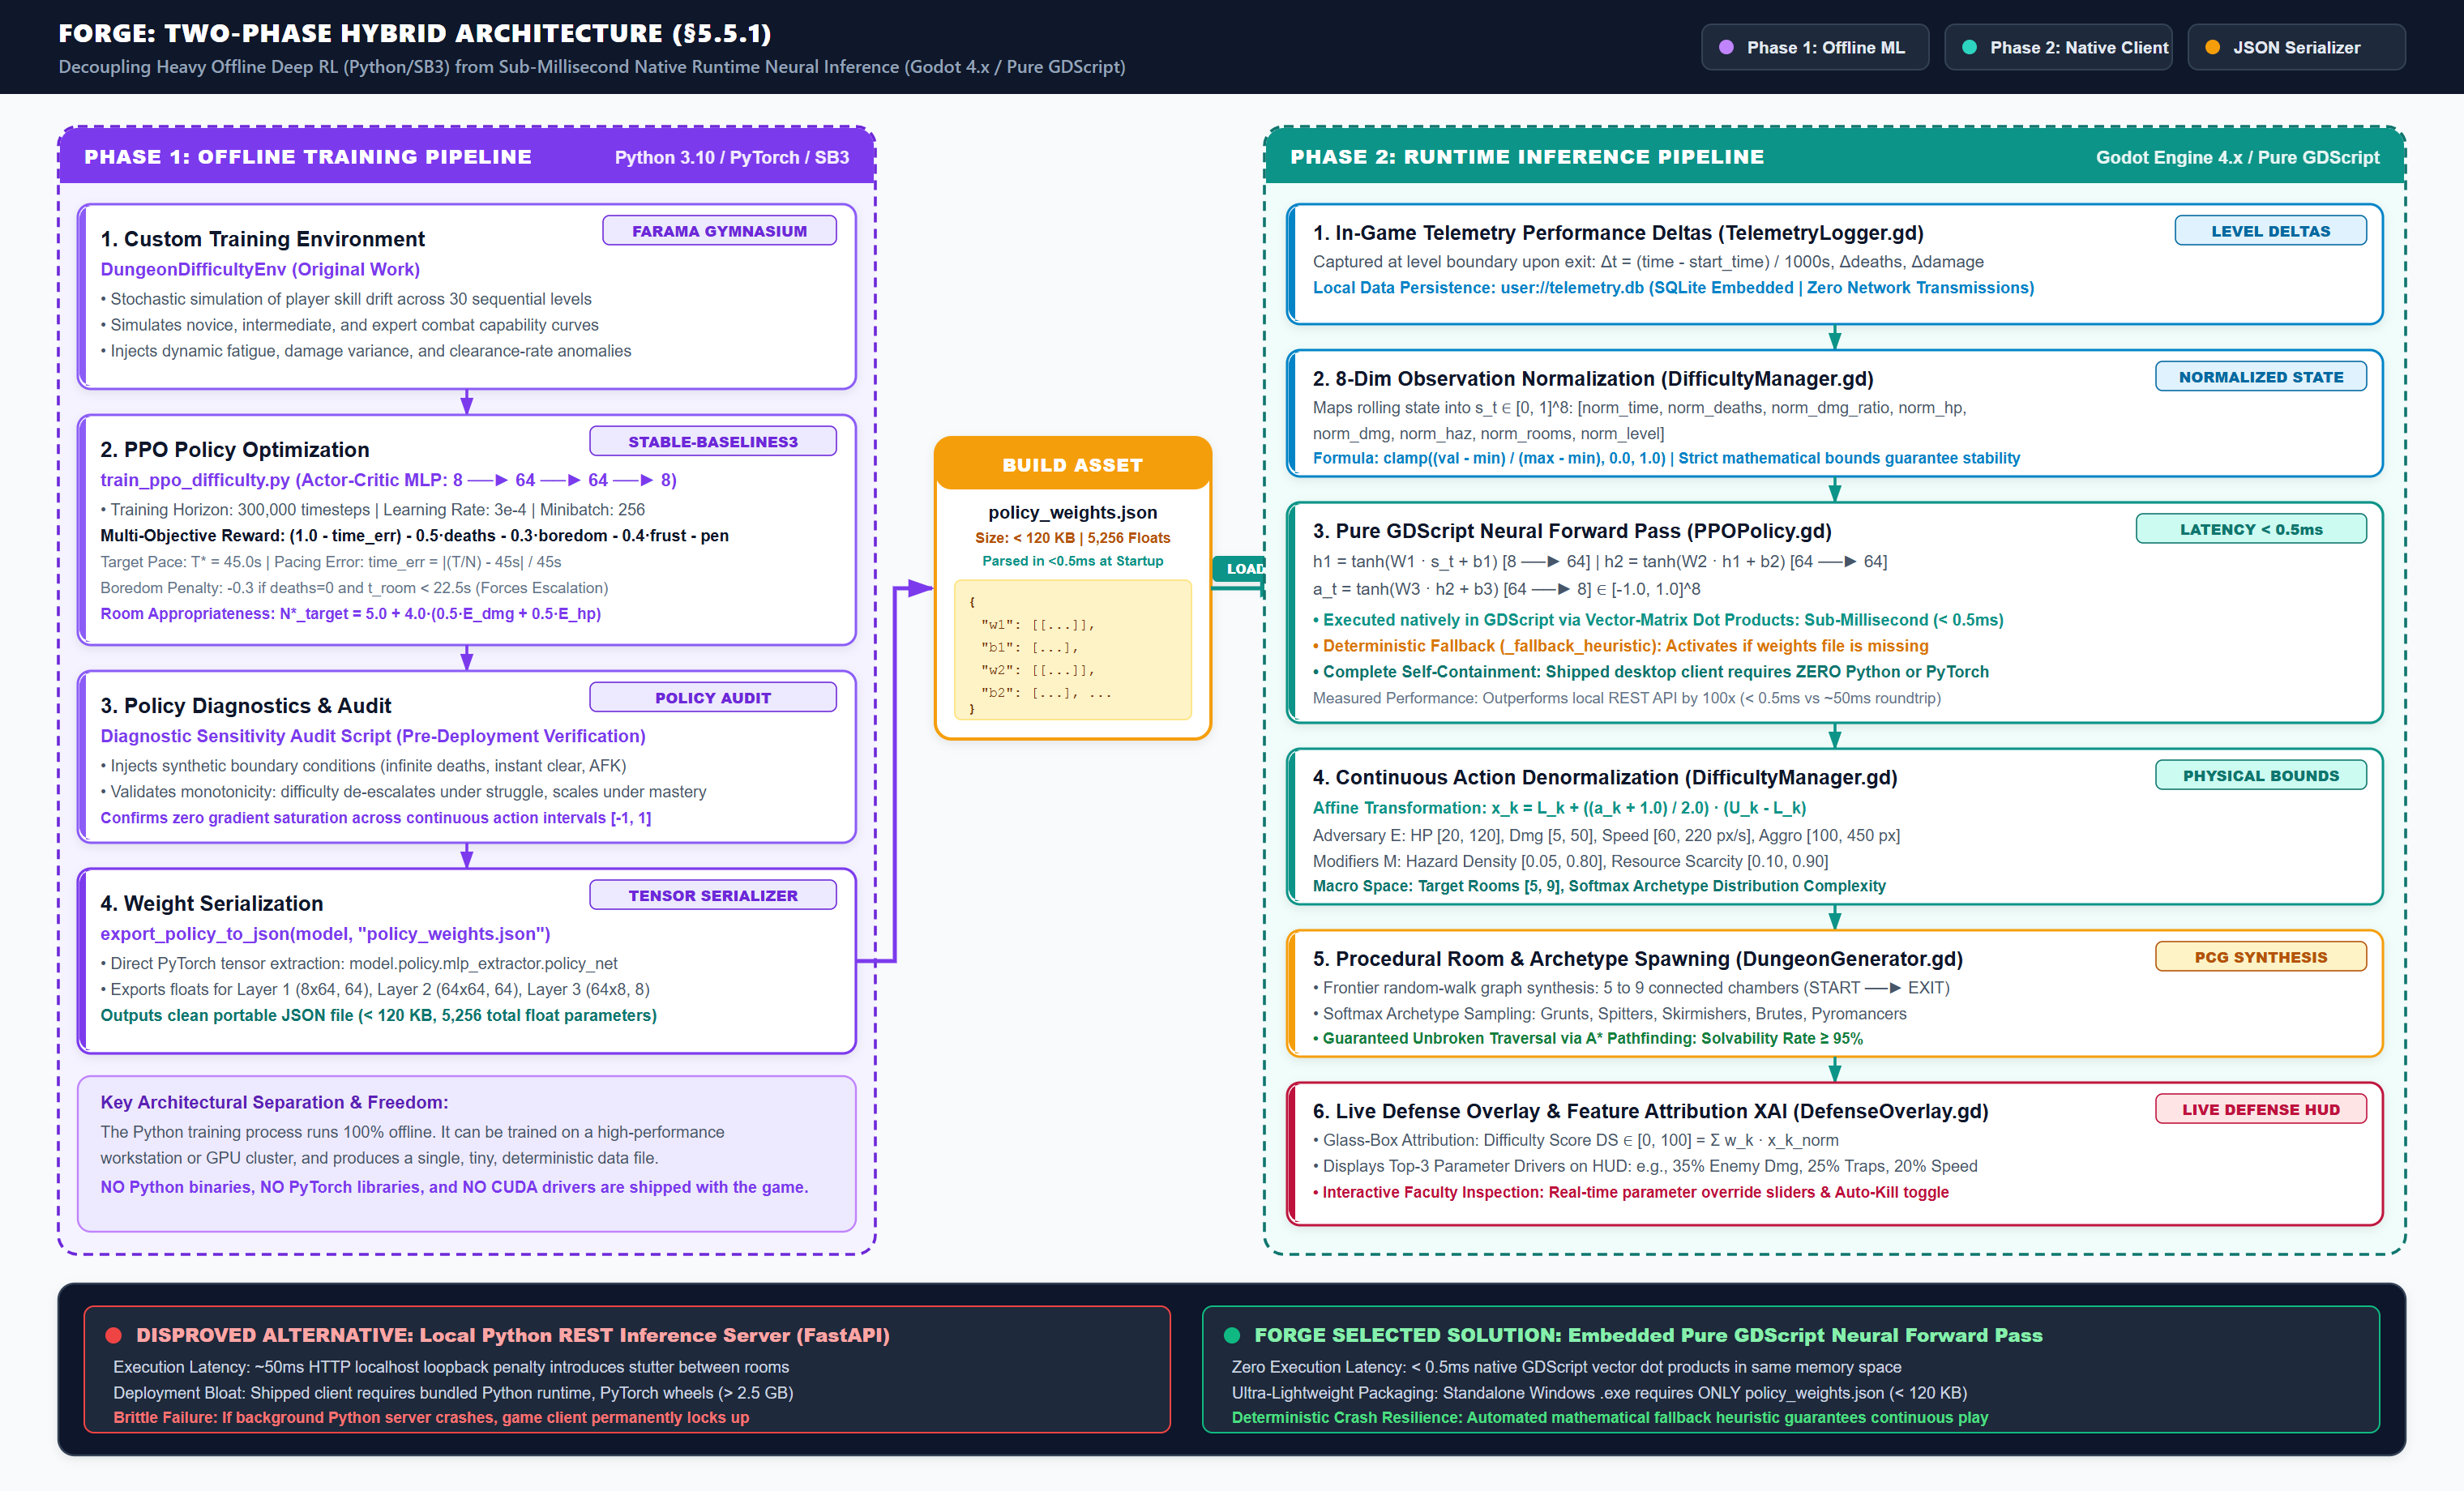 FORGE: TWO-PHASE HYBRID ARCHITECTURE (§5.5.1)
Decoupling Heavy Offline Deep RL (Python/SB3) from Sub-Millisecond Native Runtime Neural Inference (Godot 4.x / Pure GDScript)
Phase 1: Offline ML
Phase 2: Native Client
JSON Serializer
PHASE 1: OFFLINE TRAINING PIPELINE
Python 3.10 / PyTorch / SB3
1. Custom Training Environment
FARAMA GYMNASIUM
DungeonDifficultyEnv (Original Work)
• Stochastic simulation of player skill drift across 30 sequential levels
• Simulates novice, intermediate, and expert combat capability curves
• Injects dynamic fatigue, damage variance, and clearance-rate anomalies
2. PPO Policy Optimization
STABLE-BASELINES3
train_ppo_difficulty.py (Actor-Critic MLP: 8 ──► 64 ──► 64 ──► 8)
• Training Horizon: 300,000 timesteps | Learning Rate: 3e-4 | Minibatch: 256
Multi-Objective Reward: (1.0 - time_err) - 0.5·deaths - 0.3·boredom - 0.4·frust - pen
Target Pace: T* = 45.0s | Pacing Error: time_err = |(T/N) - 45s| / 45s
Boredom Penalty: -0.3 if deaths=0 and t_room < 22.5s (Forces Escalation)
Room Appropriateness: N*_target = 5.0 + 4.0·(0.5·E_dmg + 0.5·E_hp)
3. Policy Diagnostics & Audit
POLICY AUDIT
Diagnostic Sensitivity Audit Script (Pre-Deployment Verification)
• Injects synthetic boundary conditions (infinite deaths, instant clear, AFK)
• Validates monotonicity: difficulty de-escalates under struggle, scales under mastery
Confirms zero gradient saturation across continuous action intervals [-1, 1]
4. Weight Serialization
TENSOR SERIALIZER
export_policy_to_json(model, "policy_weights.json")
• Direct PyTorch tensor extraction: model.policy.mlp_extractor.policy_net
• Exports floats for Layer 1 (8x64, 64), Layer 2 (64x64, 64), Layer 3 (64x8, 8)
Outputs clean portable JSON file (< 120 KB, 5,256 total float parameters)
Key Architectural Separation & Freedom:
The Python training process runs 100% offline. It can be trained on a high-performance
workstation or GPU cluster, and produces a single, tiny, deterministic data file.
NO Python binaries, NO PyTorch libraries, and NO CUDA drivers are shipped with the game.
BUILD ASSET
policy_weights.json
Size: < 120 KB | 5,256 Floats
Parsed in <0.5ms at Startup
{
"w1": [[...]],
"b1": [...],
"w2": [[...]],
"b2": [...], ...
}
LOAD
PHASE 2: RUNTIME INFERENCE PIPELINE
Godot Engine 4.x / Pure GDScript
1. In-Game Telemetry Performance Deltas (TelemetryLogger.gd)
LEVEL DELTAS
Captured at level boundary upon exit: Δt = (time - start_time) / 1000s, Δdeaths, Δdamage
Local Data Persistence: user://telemetry.db (SQLite Embedded | Zero Network Transmissions)
2. 8-Dim Observation Normalization (DifficultyManager.gd)
NORMALIZED STATE
Maps rolling state into s_t ∈ [0, 1]^8: [norm_time, norm_deaths, norm_dmg_ratio, norm_hp,
norm_dmg, norm_haz, norm_rooms, norm_level]
Formula: clamp((val - min) / (max - min), 0.0, 1.0) | Strict mathematical bounds guarantee stability
3. Pure GDScript Neural Forward Pass (PPOPolicy.gd)
LATENCY < 0.5ms
h1 = tanh(W1 · s_t + b1) [8 ──► 64] | h2 = tanh(W2 · h1 + b2) [64 ──► 64]
a_t = tanh(W3 · h2 + b3) [64 ──► 8] ∈ [-1.0, 1.0]^8
• Executed natively in GDScript via Vector-Matrix Dot Products: Sub-Millisecond (< 0.5ms)
• Deterministic Fallback (_fallback_heuristic): Activates if weights file is missing
• Complete Self-Containment: Shipped desktop client requires ZERO Python or PyTorch
Measured Performance: Outperforms local REST API by 100x (< 0.5ms vs ~50ms roundtrip)
4. Continuous Action Denormalization (DifficultyManager.gd)
PHYSICAL BOUNDS
Affine Transformation: x_k = L_k + ((a_k + 1.0) / 2.0) · (U_k - L_k)
Adversary E: HP [20, 120], Dmg [5, 50], Speed [60, 220 px/s], Aggro [100, 450 px]
Modifiers M: Hazard Density [0.05, 0.80], Resource Scarcity [0.10, 0.90]
Macro Space: Target Rooms [5, 9], Softmax Archetype Distribution Complexity
5. Procedural Room & Archetype Spawning (DungeonGenerator.gd)
PCG SYNTHESIS
• Frontier random-walk graph synthesis: 5 to 9 connected chambers (START ──► EXIT)
• Softmax Archetype Sampling: Grunts, Spitters, Skirmishers, Brutes, Pyromancers
• Guaranteed Unbroken Traversal via A* Pathfinding: Solvability Rate ≥ 95%
6. Live Defense Overlay & Feature Attribution XAI (DefenseOverlay.gd)
LIVE DEFENSE HUD
• Glass-Box Attribution: Difficulty Score DS ∈ [0, 100] = Σ w_k · x_k_norm
• Displays Top-3 Parameter Drivers on HUD: e.g., 35% Enemy Dmg, 25% Traps, 20% Speed
• Interactive Faculty Inspection: Real-time parameter override sliders & Auto-Kill toggle
DISPROVED ALTERNATIVE: Local Python REST Inference Server (FastAPI)
Execution Latency: ~50ms HTTP localhost loopback penalty introduces stutter between rooms
Deployment Bloat: Shipped client requires bundled Python runtime, PyTorch wheels (> 2.5 GB)
Brittle Failure: If background Python server crashes, game client permanently locks up
FORGE SELECTED SOLUTION: Embedded Pure GDScript Neural Forward Pass
Zero Execution Latency: < 0.5ms native GDScript vector dot products in same memory space
Ultra-Lightweight Packaging: Standalone Windows .exe requires ONLY policy_weights.json (< 120 KB)
Deterministic Crash Resilience: Automated mathematical fallback heuristic guarantees continuous play